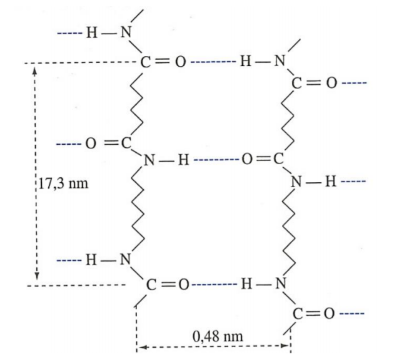 H—N
C=O H—N
C=O
O=C
N—H O=C
N—H
17,3 nm
H—N
C=O H—N
C=O
0,48 nm